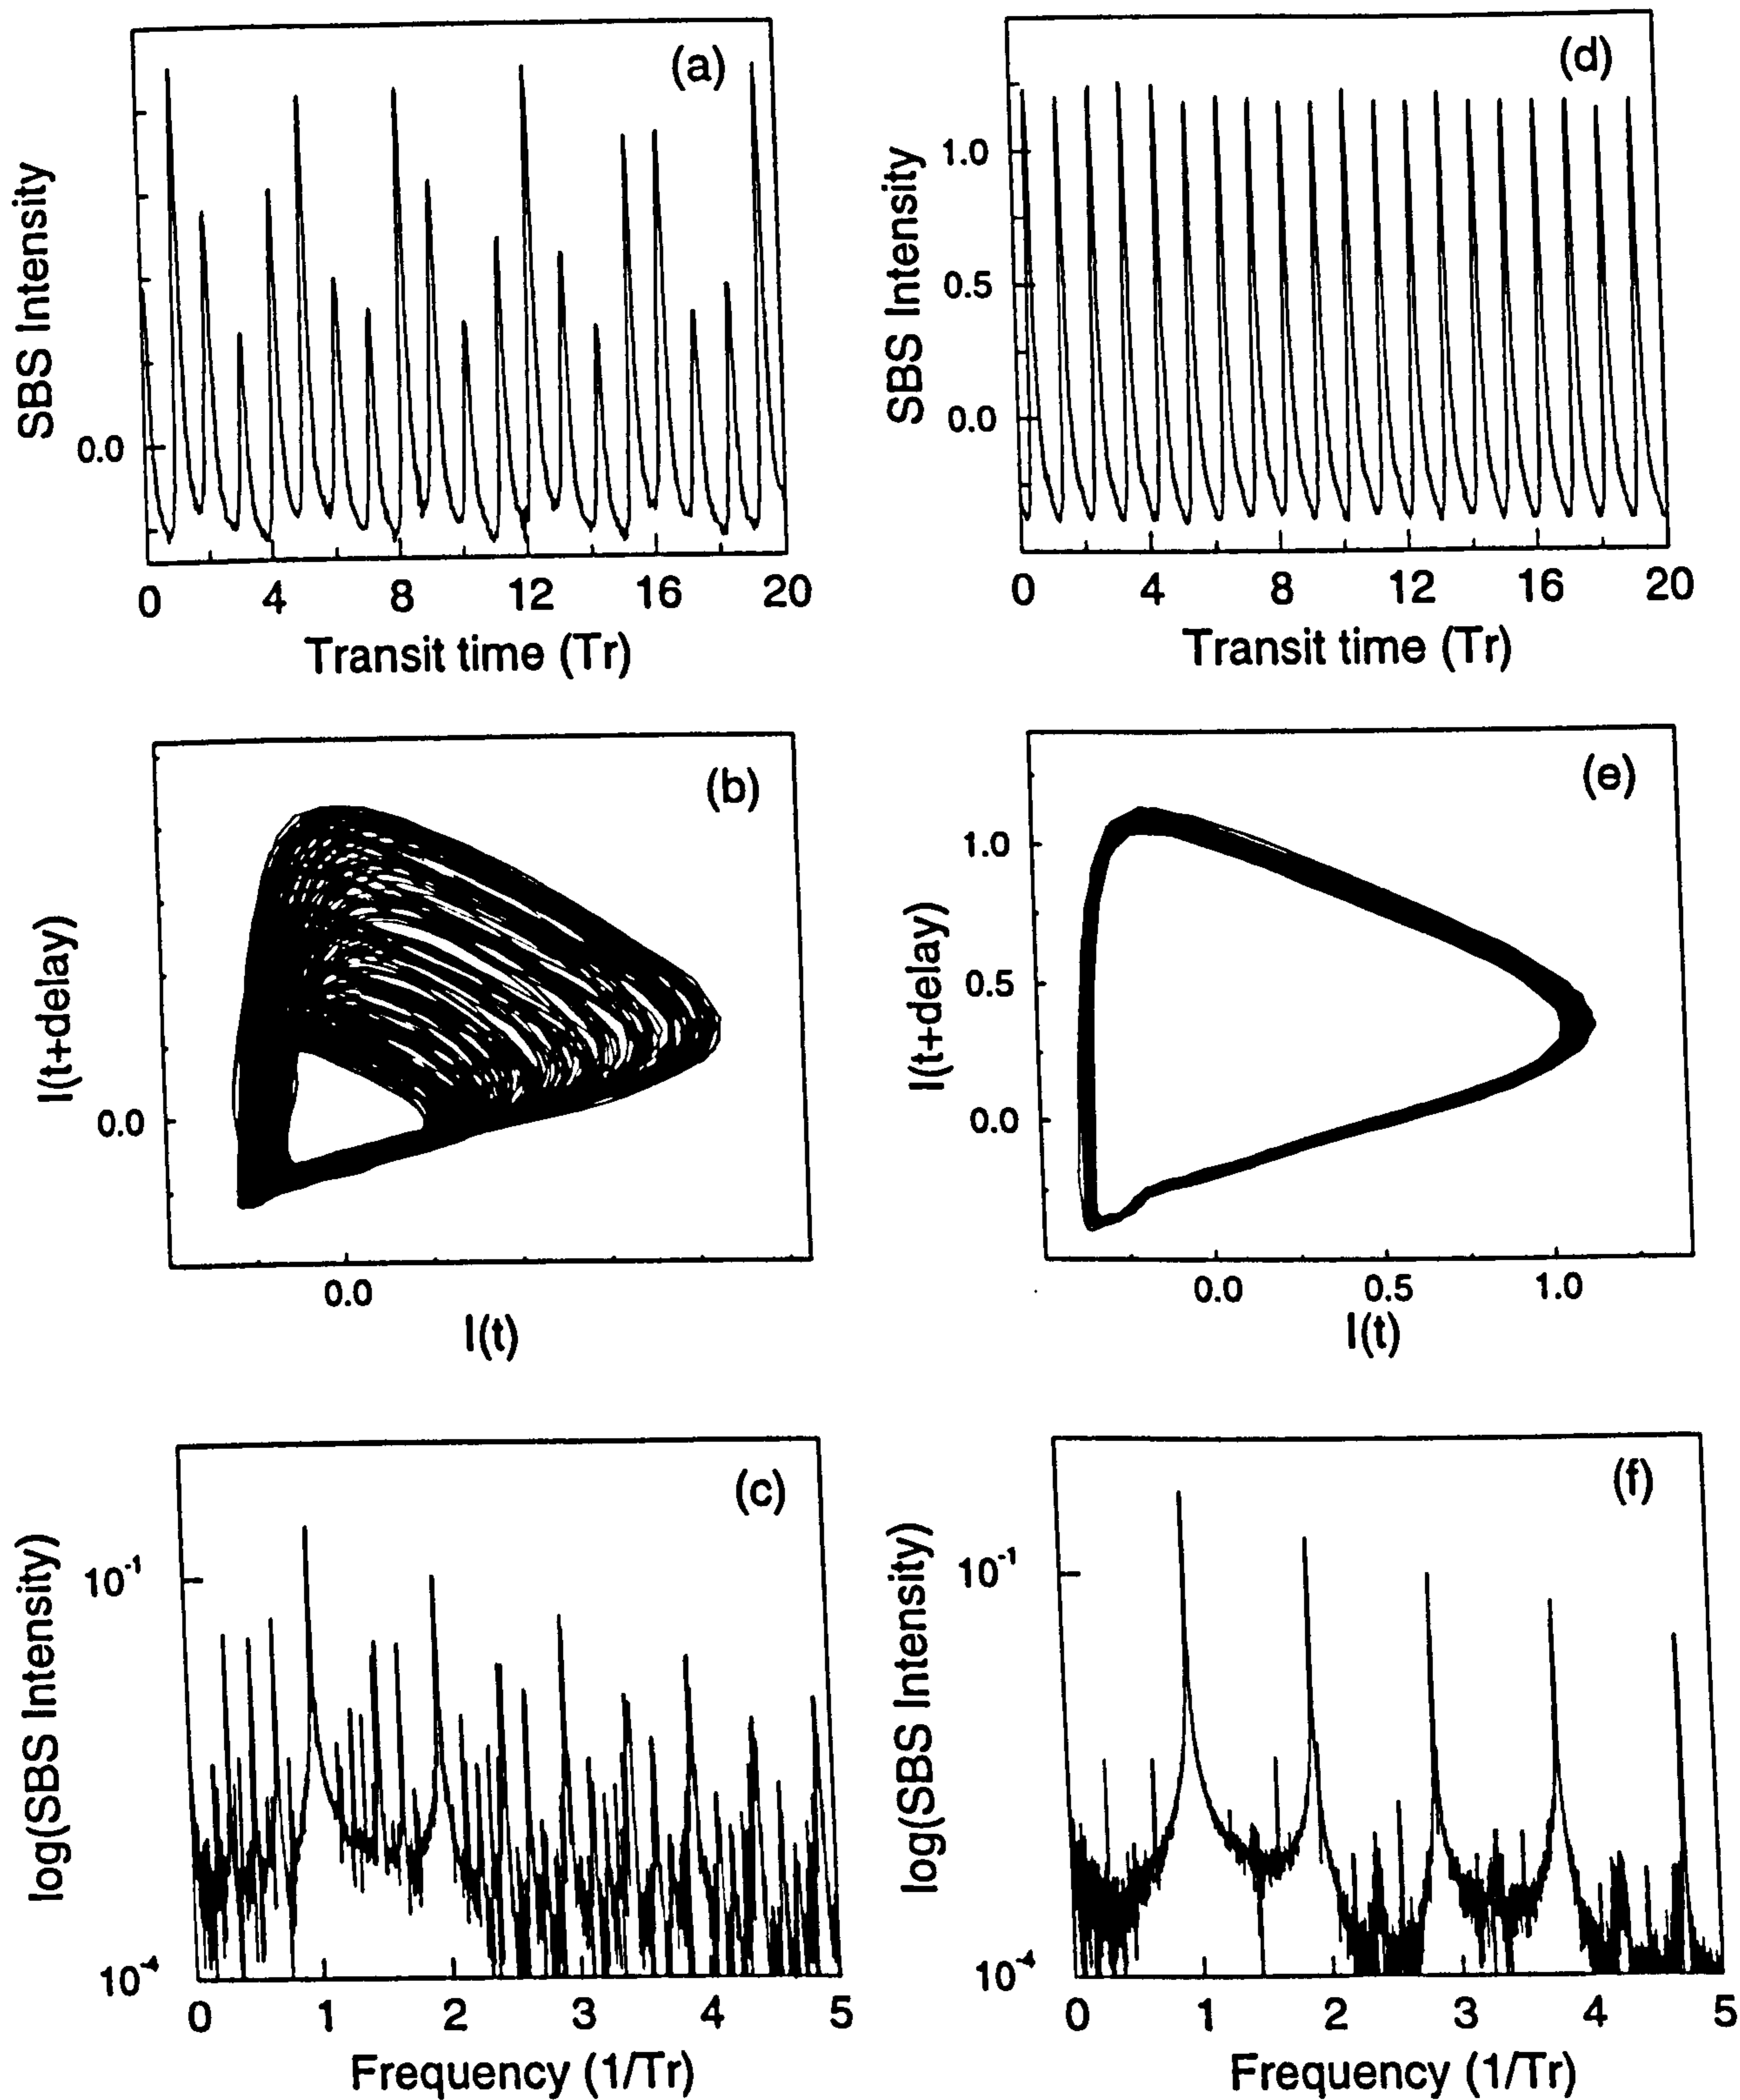 (a)
SBS Intensity
0.0
0 4 8 12 16 20
Transit time (Tr)
(d)
SBS Intensity
1.0
0.5
0.0
0 4 8 12 16 20
Transit time (Tr)
(b)
I(t+delay)
0.0
0.0
I(t)
(e)
I(t+delay)
1.0
0.5
0.0
0.0 0.5 1.0
I(t)
(c)
log(SBS Intensity)
10⁻¹
10⁻⁴
0 1 2 3 4 5
Frequency (1/Tr)
(f)
log(SBS Intensity)
10⁻¹
10⁻⁴
0 1 2 3 4 5
Frequency (1/Tr)